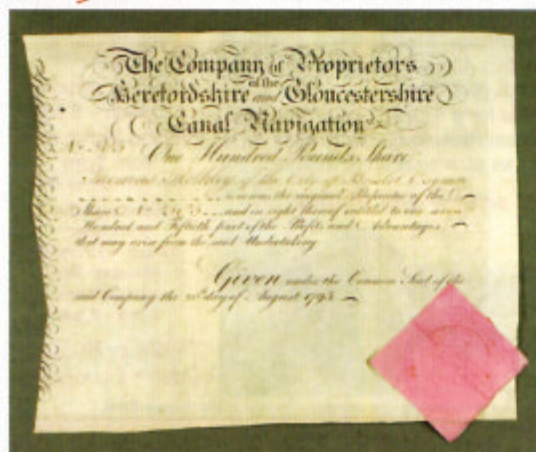 The Company of Proprietors
of the
Herefordshire and Gloucestershire
Canal Navigation
One Hundred Pounds Share
of the City of
is the original Proprietor of the
Share No and in right thereof entitled to one seven
Hundred and Fiftieth part of the Profits and Advantages
that may arise from the said Undertaking
Given under the Common Seal of the
said Company the day of August 1793